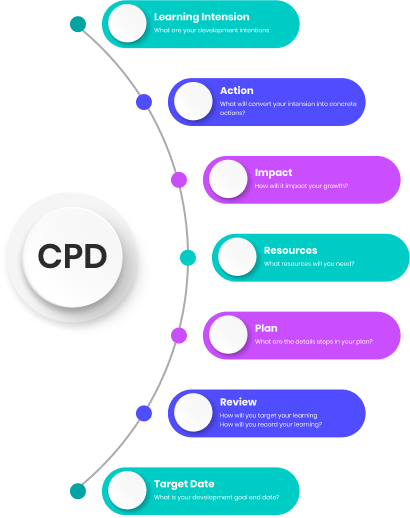 Learning Intension
What are your development intentions
Action
What will convert your intension into concrete
actions?
Impact
How will it impact your growth?
CPD
Resources
What resources will you need?
Plan
What are the details steps in your plan?
Review
How will you target your learning
How will you record your learning?
Target Date
What is your development goal end date?